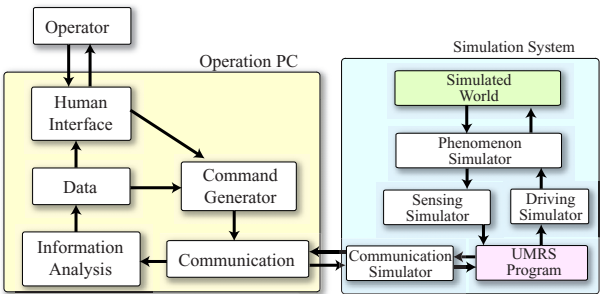 Operator
Operation PC
Human
Interface
Data
Command
Generator
Information
Analysis
Communication
Simulation System
Simulated
World
Phenomenon
Simulator
Sensing
Simulator
Driving
Simulator
Communication
Simulator
UMRS
Program